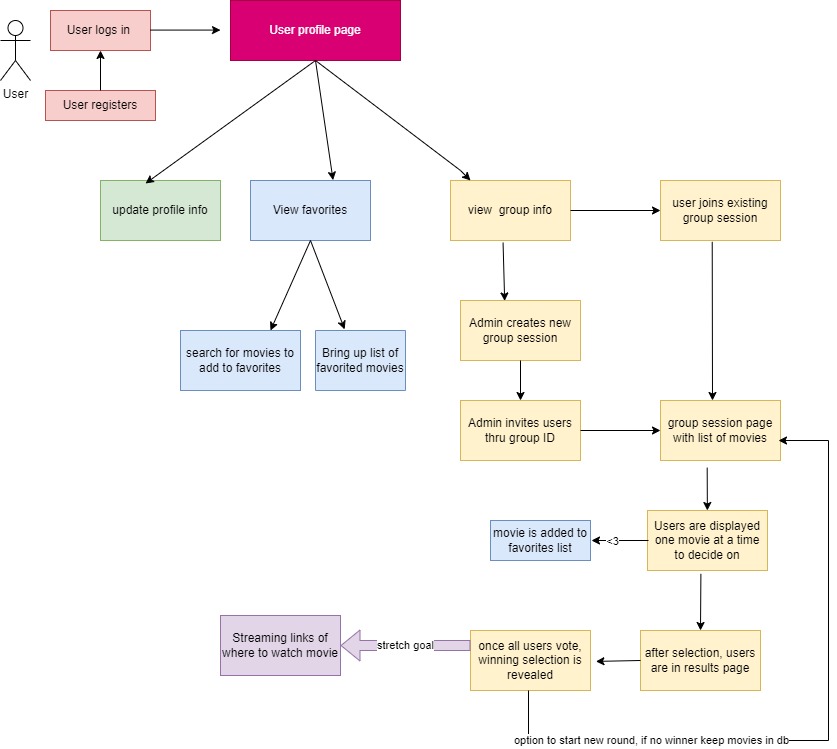 User logs in
User profile page
User
User registers
update profile info
View favorites
view group info
user joins existing
group session
Admin creates new
group session
search for movies to
add to favorites
Bring up list of
favorited movies
Admin invites users
thru group ID
group session page
with list of movies
Users are displayed
one movie at a time
to decide on
<3
movie is added to
favorites list
after selection, users
are in results page
once all users vote,
winning selection is
revealed
stretch goal
Streaming links of
where to watch movie
option to start new round, if no winner keep movies in db